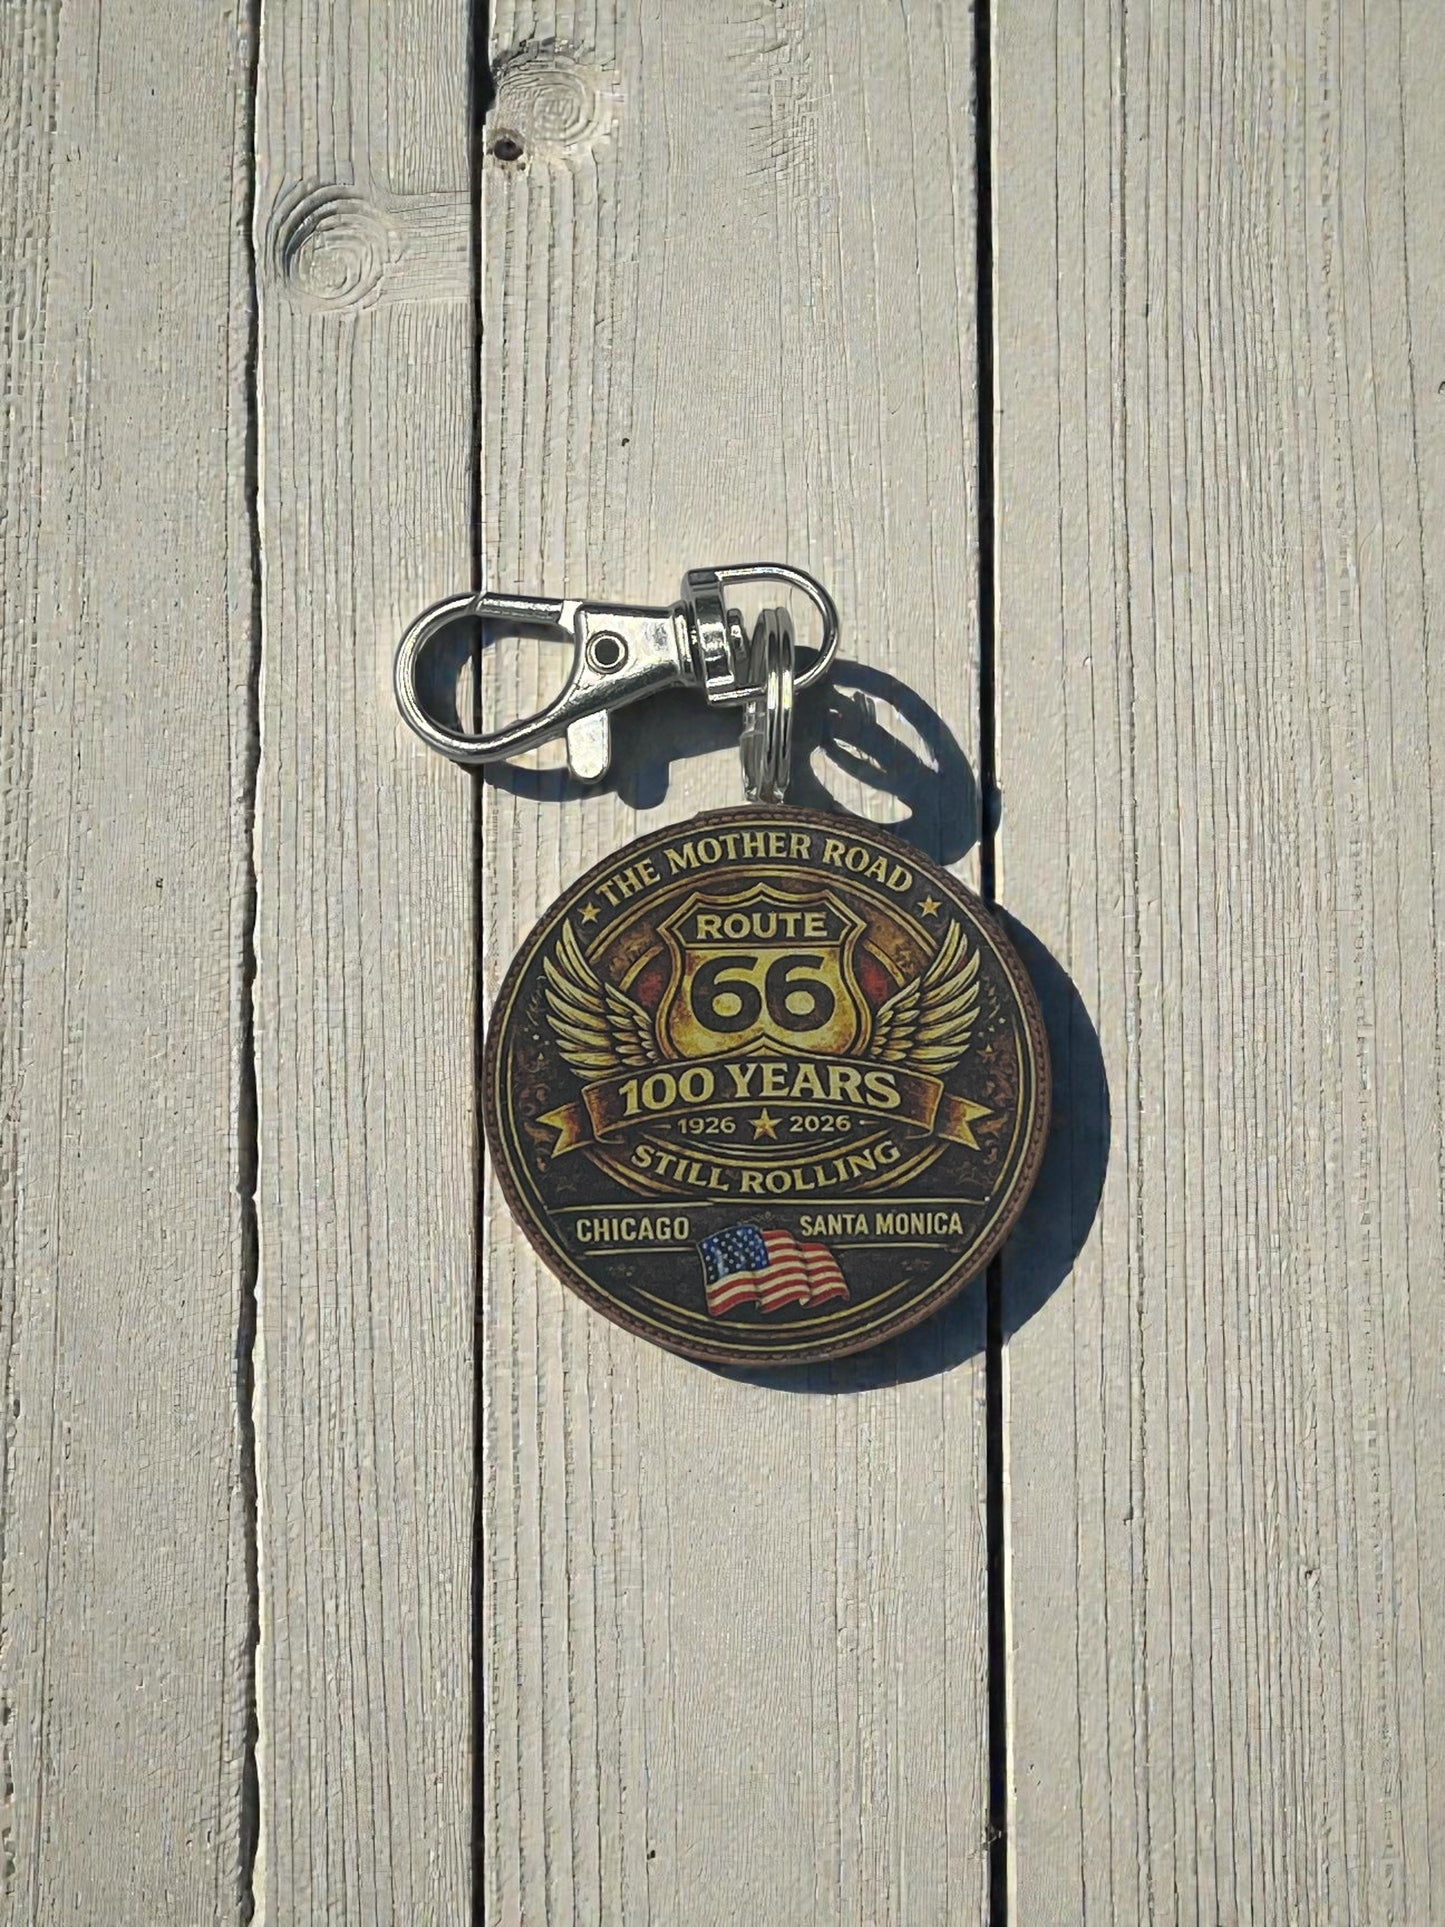 THE MOTHER ROAD
ROUTE
66
100 YEARS
1926 ★ 2026
STILL ROLLING
CHICAGO
SANTA MONICA